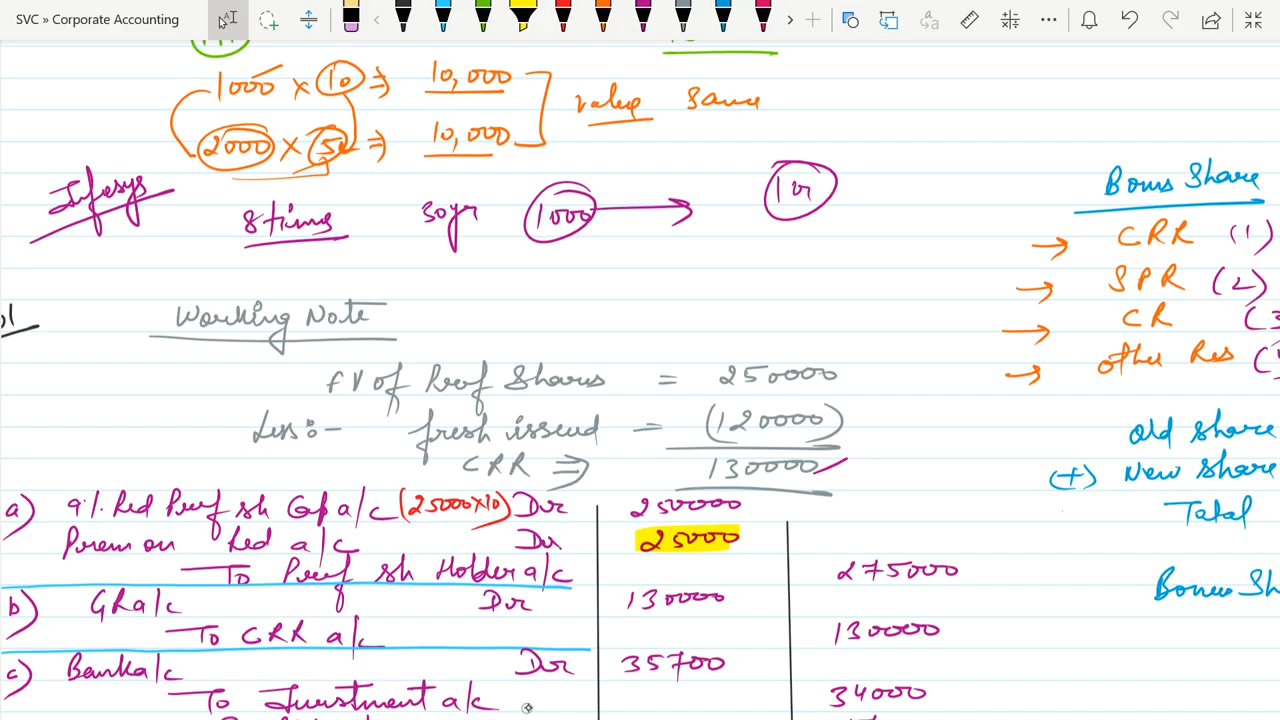 SVC » Corporate Accounting
1000 × 10 ⇒ 10,000
value same
2000 × 5 ⇒ 10,000
Infosys
8 times 30yr 1000 → 
Bonus Share
→ CRR (1)
→ SPR (2)
→ CR (3
→ other Res (
Working Note
FV of Pref Shares = 250000
Less:- fresh issued = (120000)
CRR ⇒ 130000
Old share
(+) New share
Total
Bonus Sh
a) 9%. Red Pref sh Cap a/c (25000×10) Dr 250000
Prem on Red a/c Dr 25000
To Pref sh Holder a/c 275000
b) GR a/c Dr 130000
To CRR a/c 130000
c) Bank a/c Dr 35700
To Investment a/c 34000